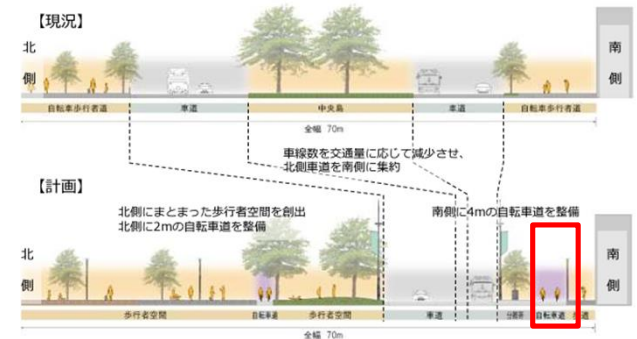 【現況】
北側
南側
自転車歩行者道
車道
中央島
車道
自転車歩行者道
全幅 70m
車線数を交通量に応じて減少させ、
北側車道を南側に集約
【計画】
北側にまとまった歩行者空間を創出
北側に2mの自転車道を整備
南側に4mの自転車道を整備
北側
南側
歩行者空間
自転車道
歩行者空間
車道
分離帯
自転車道
歩道
全幅 70m